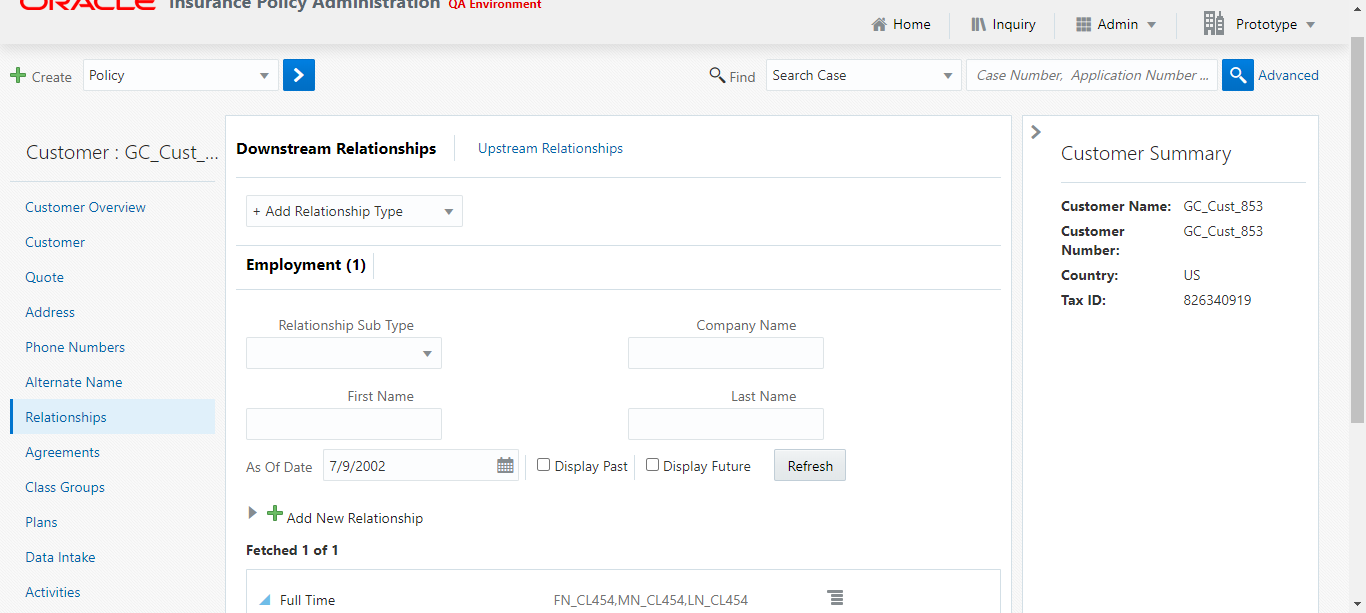 ORACLE Insurance Policy Administration QA Environment
Home Inquiry Admin Prototype
Create Policy Find Search Case Case Number, Application Number ... Advanced
Customer : GC_Cust_...
Customer Overview
Customer
Quote
Address
Phone Numbers
Alternate Name
Relationships
Agreements
Class Groups
Plans
Data Intake
Activities
Downstream Relationships Upstream Relationships
+ Add Relationship Type
Employment (1)
Relationship Sub Type Company Name
First Name Last Name
As Of Date 7/9/2002 Display Past Display Future Refresh
Add New Relationship
Fetched 1 of 1
Full Time FN_CL454,MN_CL454,LN_CL454
Customer Summary
Customer Name: GC_Cust_853
Customer GC_Cust_853
Number:
Country: US
Tax ID: 826340919